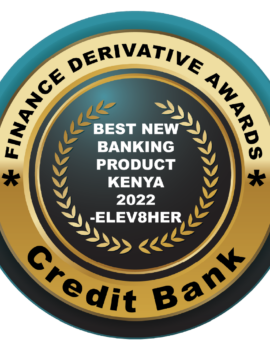 * FINANCE DERIVATIVE AWARDS *
BEST NEW
BANKING
PRODUCT
KENYA
2022
-ELEV8HER
Credit Bank